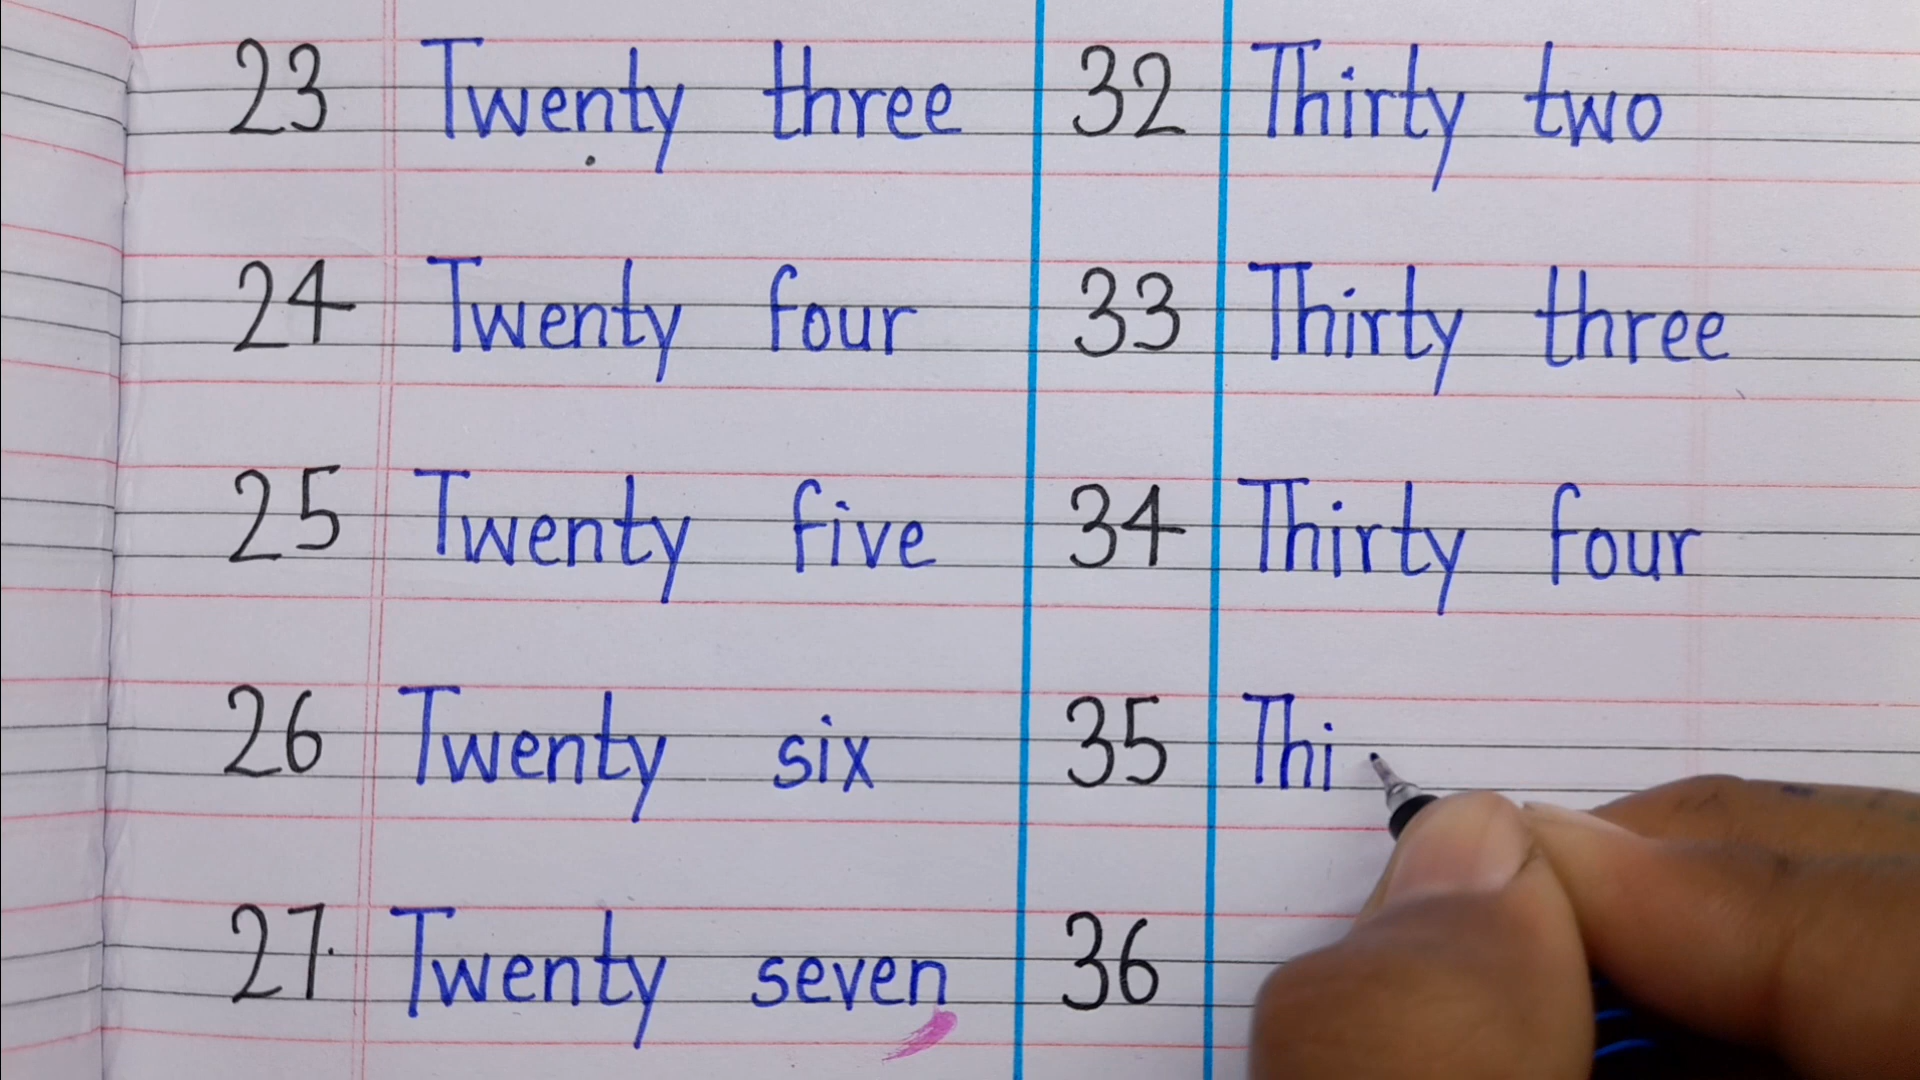 23 Twenty three 32 Thirty two
24 Twenty four 33 Thirty three
25 Twenty five 34 Thirty four
26 Twenty six 35 Thi
27 Twenty seven 36